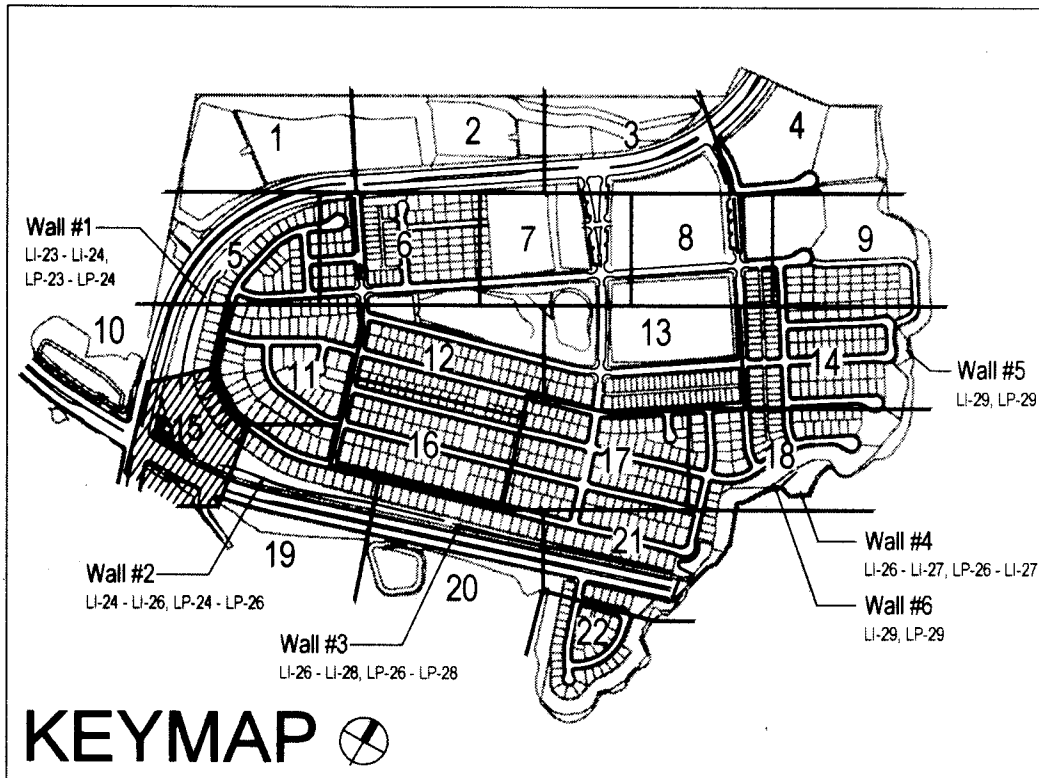 1
2
3
4
Wall #1
LI-23 - LI-24,
LP-23 - LP-24
5
6
7
8
9
10
11
12
13
14
Wall #5
LI-29, LP-29
15
16
17
18
Wall #4
LI-26 - LI-27, LP-26 - LI-27
Wall #6
LI-29, LP-29
19
20
21
22
Wall #2
LI-24 - LI-26, LP-24 - LP-26
Wall #3
LI-26 - LI-28, LP-26 - LP-28
KEYMAP